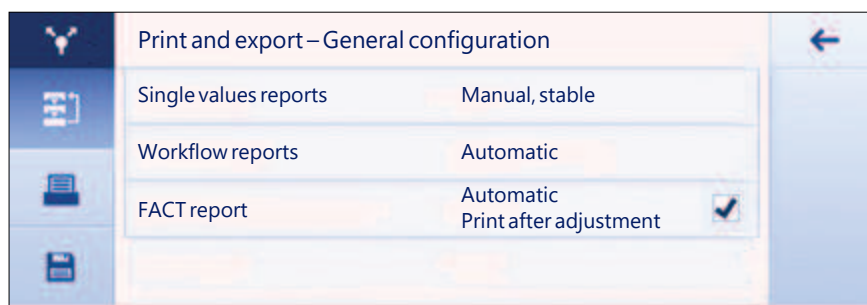 Print and export – General configuration
Single values reports Manual, stable
Workflow reports Automatic
FACT report Automatic
Print after adjustment